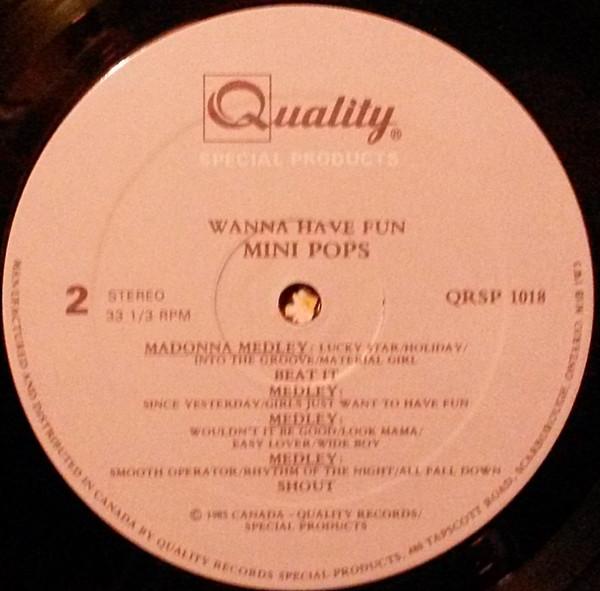 Quality®
SPECIAL PRODUCTS
WANNA HAVE FUN
MINI POPS
2
STEREO
33 1/3 RPM
QRSP 1018
MADONNA MEDLEY: LUCKY STAR/HOLIDAY/
INTO THE GROOVE/MATERIAL GIRL
BEAT IT
MEDLEY:
SINCE YESTERDAY/GIRLS JUST WANT TO HAVE FUN
MEDLEY:
WOULDN'T IT BE GOOD/LOOK MAMA/
EASY LOVER/WIDE BOY
MEDLEY:
SMOOTH OPERATOR/RHYTHM OF THE NIGHT/ALL FALL DOWN
SHOUT
© 1985 CANADA - QUALITY RECORDS/
SPECIAL PRODUCTS
MANUFACTURED AND DISTRIBUTED IN CANADA BY QUALITY RECORDS SPECIAL PRODUCTS, 480 TAPSCOTT ROAD, SCARBOROUGH, ONTARIO